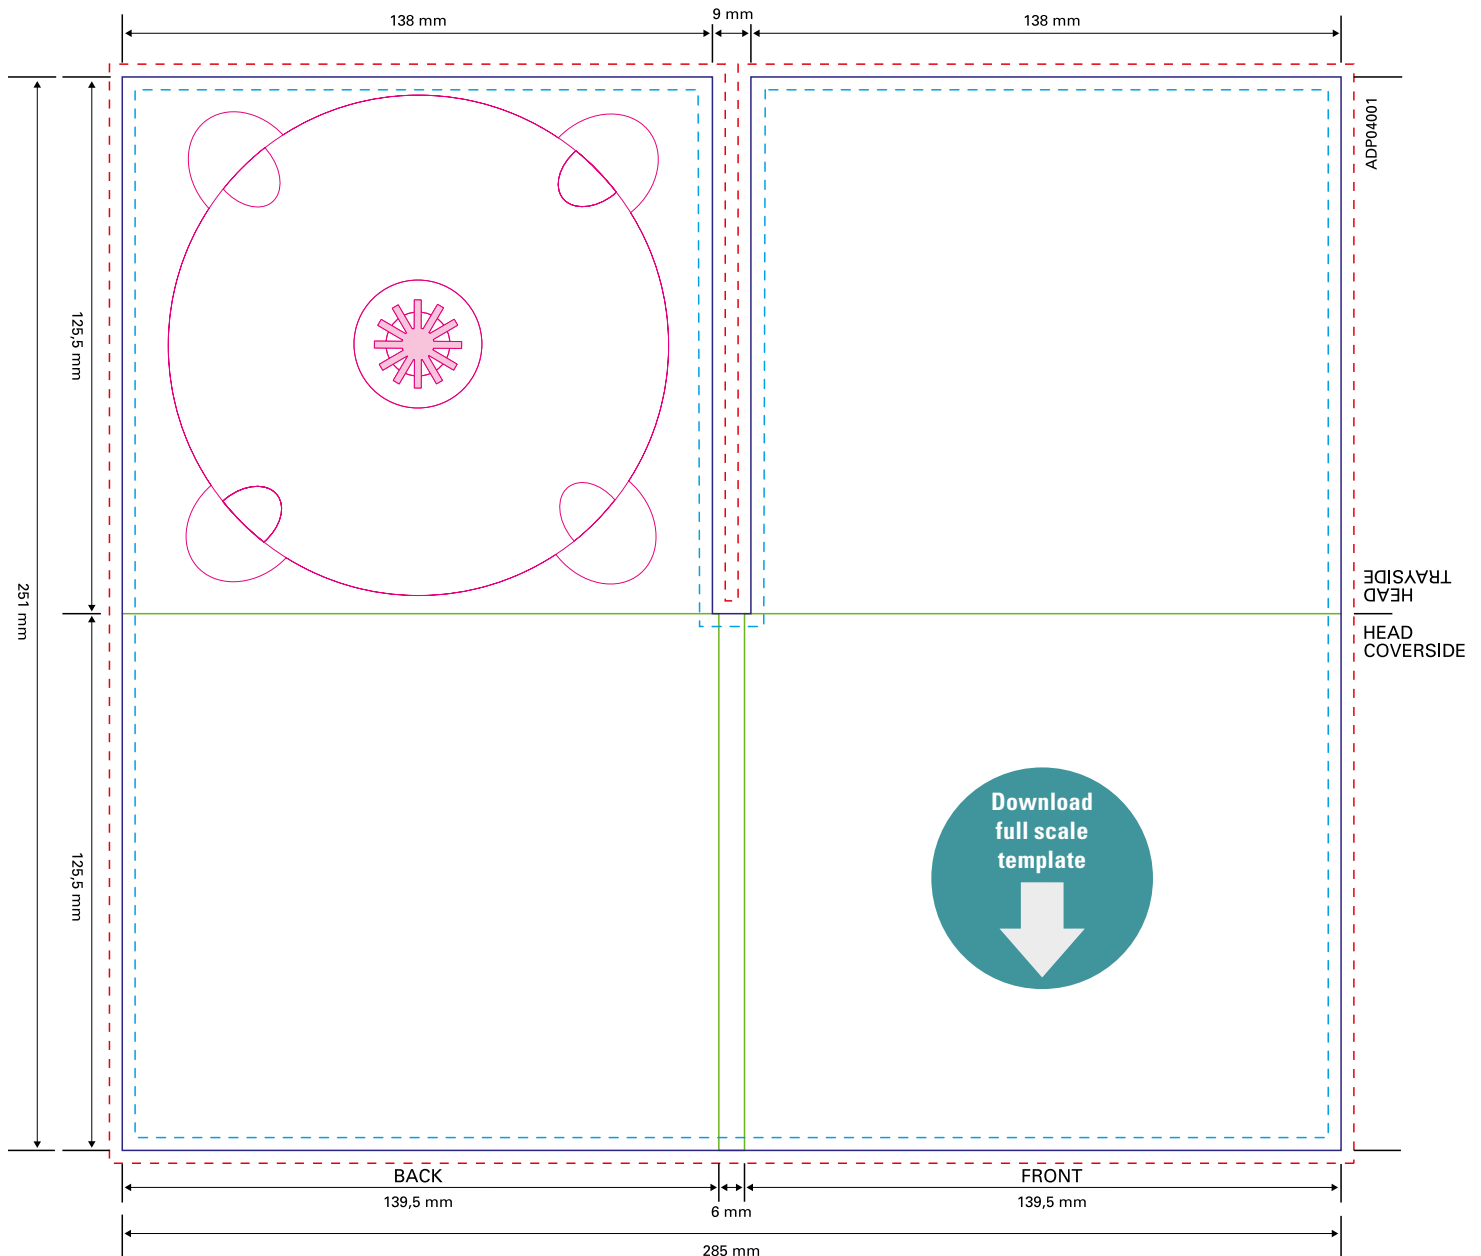 138 mm
9 mm
138 mm
ADP04001
125,5 mm
251 mm
HEAD
TRAYSIDE
HEAD
COVERSIDE
125,5 mm
Download
full scale
template
BACK
FRONT
139,5 mm
6 mm
139,5 mm
285 mm